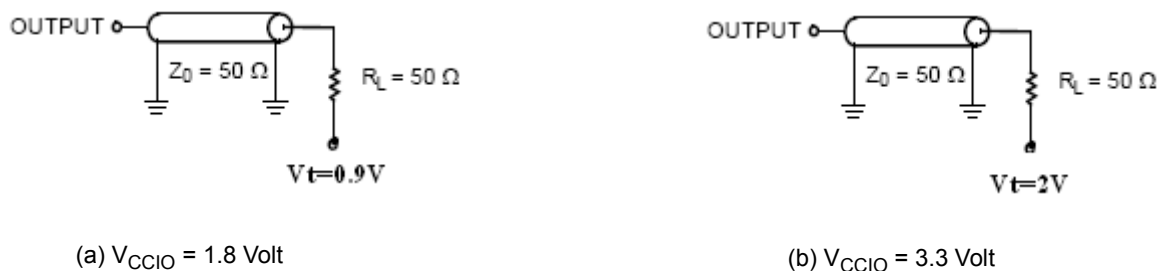 OUTPUT
Z0 = 50 Ω
RL = 50 Ω
Vt=0.9V
(a) VCCIO = 1.8 Volt
OUTPUT
Z0 = 50 Ω
RL = 50 Ω
Vt=2V
(b) VCCIO = 3.3 Volt